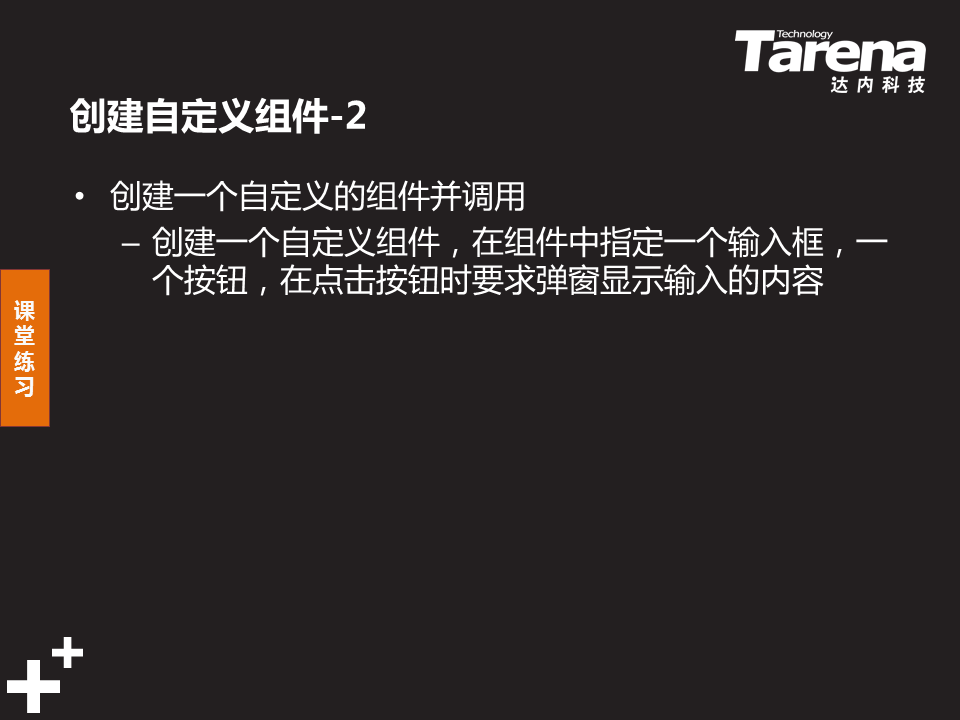 Technology
Tarena
达内科技
创建自定义组件-2
• 创建一个自定义的组件并调用
– 创建一个自定义组件，在组件中指定一个输入框，一
个按钮，在点击按钮时要求弹窗显示输入的内容
课
堂
练
习